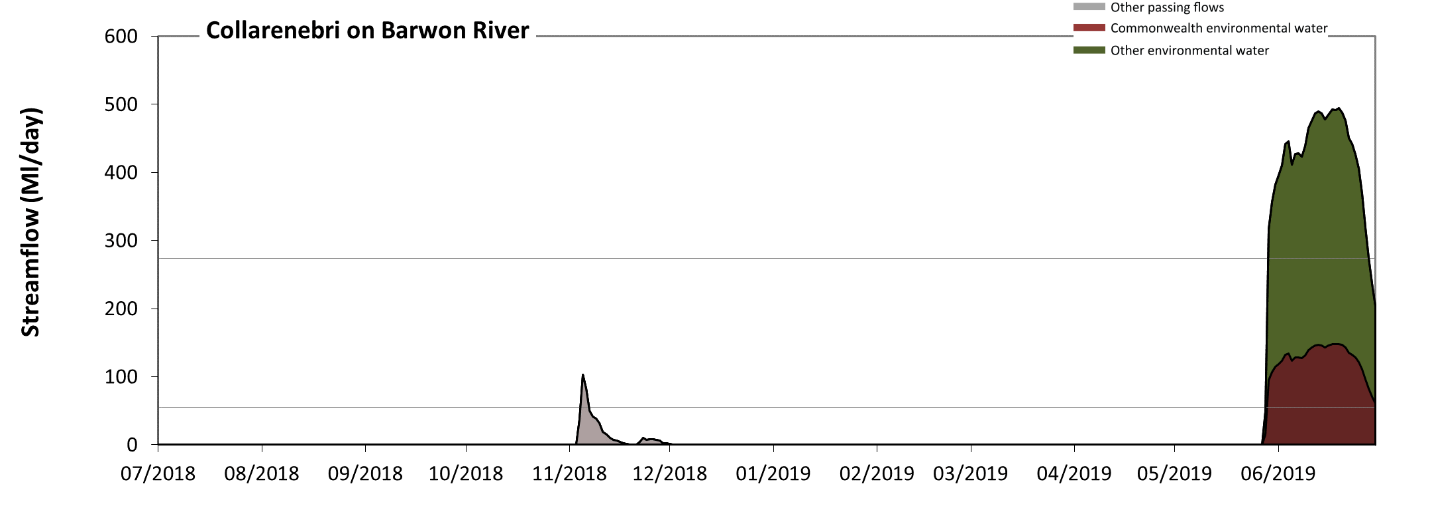 Other passing flows
Collarenebri on Barwon River
Commonwealth environmental water
Other environmental water
Streamflow (Ml/day)
600
500
400
300
200
100
0
07/2018 08/2018 09/2018 10/2018 11/2018 12/2018 01/2019 02/2019 03/2019 04/2019 05/2019 06/2019